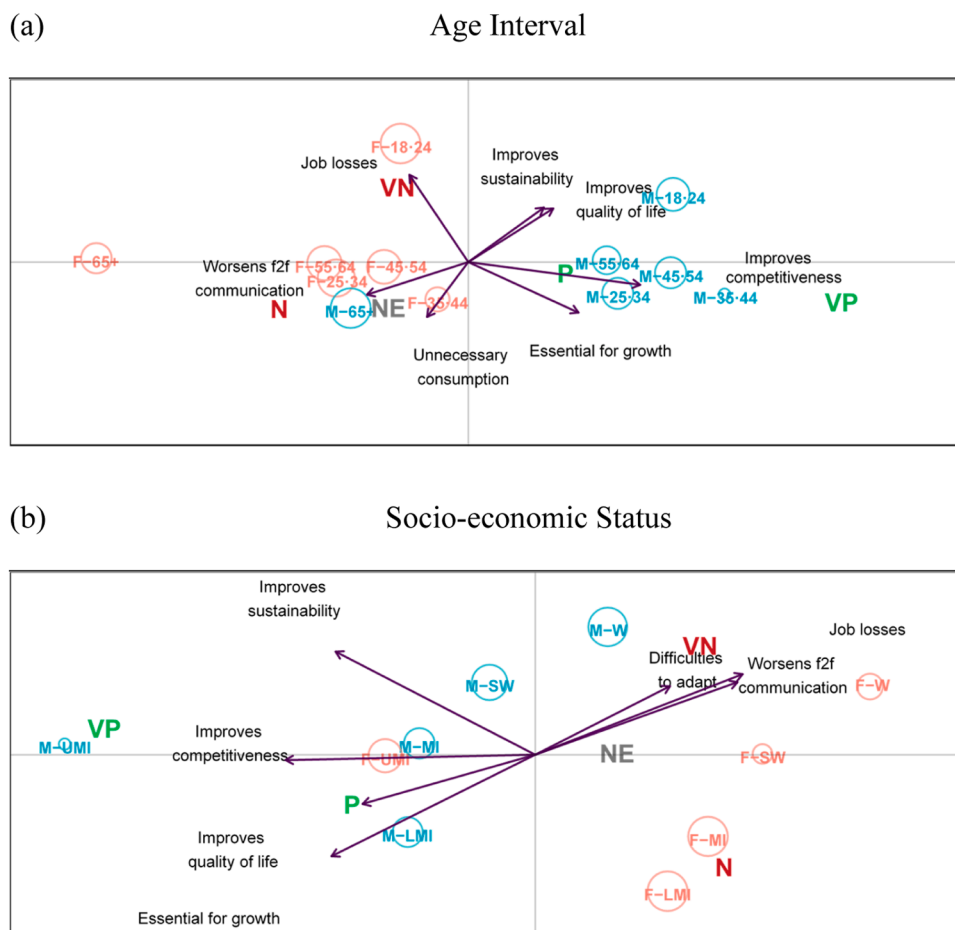 (a)
Age Interval
F−18·24
Job losses
VN
Improves
sustainability
Improves
quality of life
M−18·24
F−65+
Worsens f2f
communication
F−55·64
F−45·54
F−25·34
N
M−65+
NE
F−35·44
Unnecessary
consumption
P
M−55·64
M−45·54
M−25·34
M−35·44
Improves
competitiveness
VP
Essential for growth
(b)
Socio-economic Status
Improves
sustainability
M−W
VN
Job losses
Difficulties
to adapt
Worsens f2f
communication
F−W
M−SW
VP
M−UMI
Improves
competitiveness
M−MI
F−UMI
NE
F−SW
P
M−LMI
Improves
quality of life
F−MI
N
F−LMI
Essential for growth